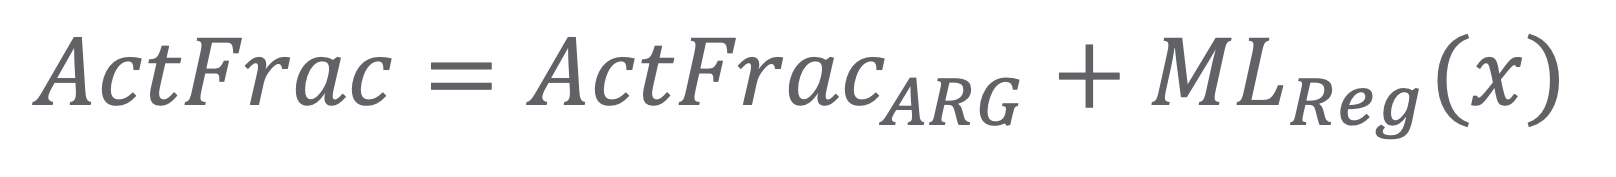 ActFrac = ActFrac_ARG + ML_Reg(x)